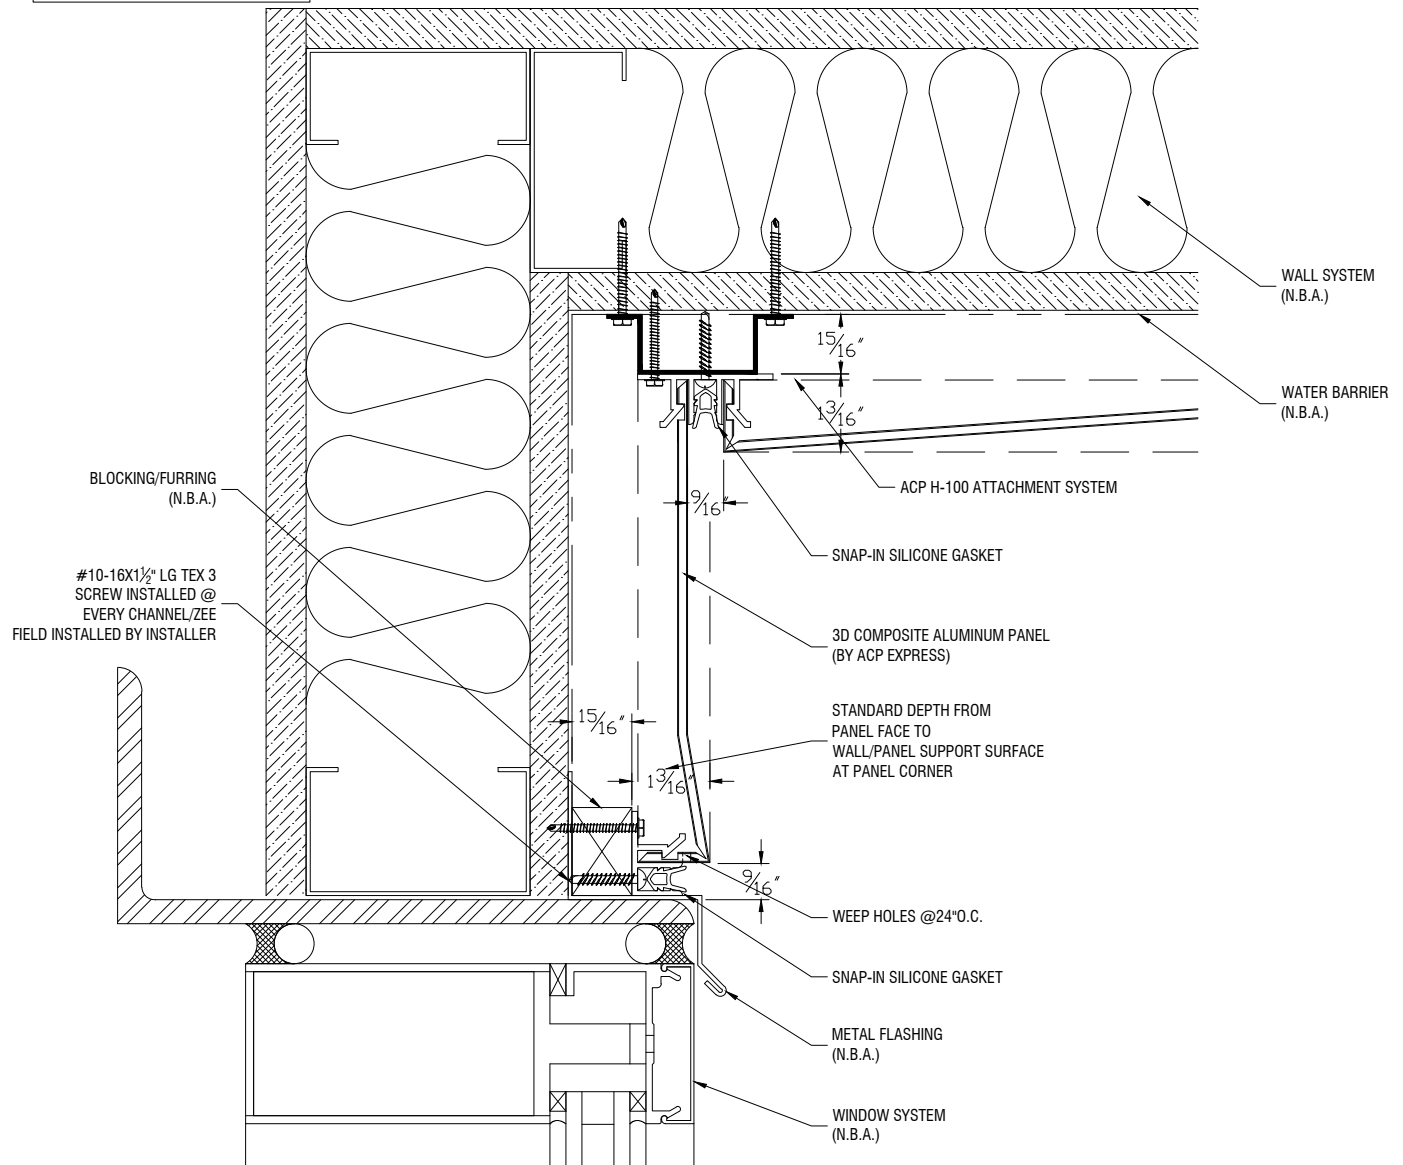 WALL SYSTEM
(N.B.A.)
15/16"
WATER BARRIER
(N.B.A.)
1 3/16"
BLOCKING/FURRING
(N.B.A.)
ACP H-100 ATTACHMENT SYSTEM
9/16"
SNAP-IN SILICONE GASKET
#10-16X1½" LG TEX 3
SCREW INSTALLED @
EVERY CHANNEL/ZEE
FIELD INSTALLED BY INSTALLER
3D COMPOSITE ALUMINUM PANEL
(BY ACP EXPRESS)
15/16"
STANDARD DEPTH FROM
PANEL FACE TO
WALL/PANEL SUPPORT SURFACE
AT PANEL CORNER
1 3/16"
9/16"
WEEP HOLES @24"O.C.
SNAP-IN SILICONE GASKET
METAL FLASHING
(N.B.A.)
WINDOW SYSTEM
(N.B.A.)